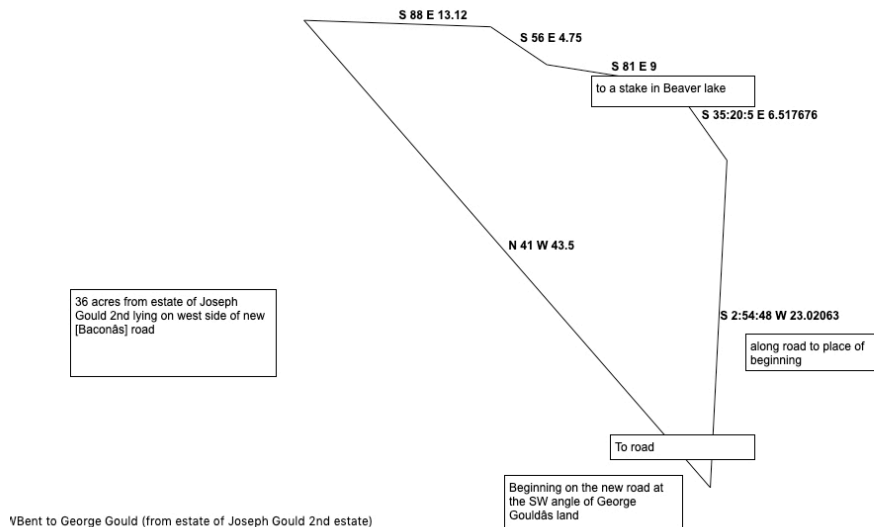 S 88 E 13.12
S 56 E 4.75
S 81 E 9
to a stake in Beaver lake
S 35:20:5 E 6.517676
N 41 W 43.5
36 acres from estate of Joseph
Gould 2nd lying on west side of new
[Baconâs] road
S 2:54:48 W 23.02063
along road to place of
beginning
To road
Beginning on the new road at
the SW angle of George
Gouldâs land
VBent to George Gould (from estate of Joseph Gould 2nd estate)